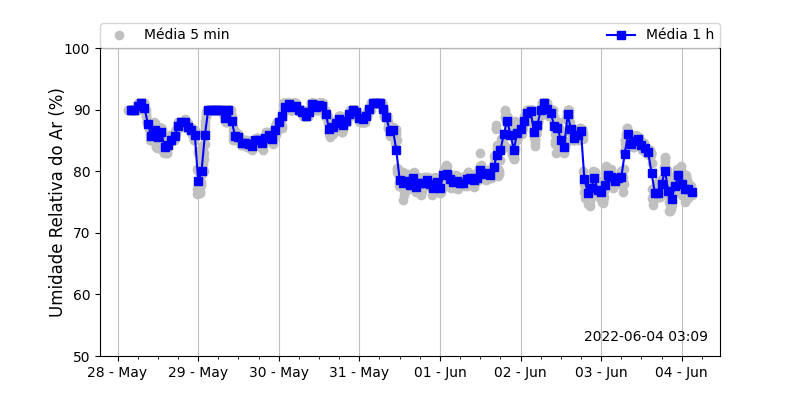 Média 5 min
Média 1 h
Umidade Relativa do Ar (%)
100
90
80
70
60
50
2022-06-04 03:09
28 - May
29 - May
30 - May
31 - May
01 - Jun
02 - Jun
03 - Jun
04 - Jun